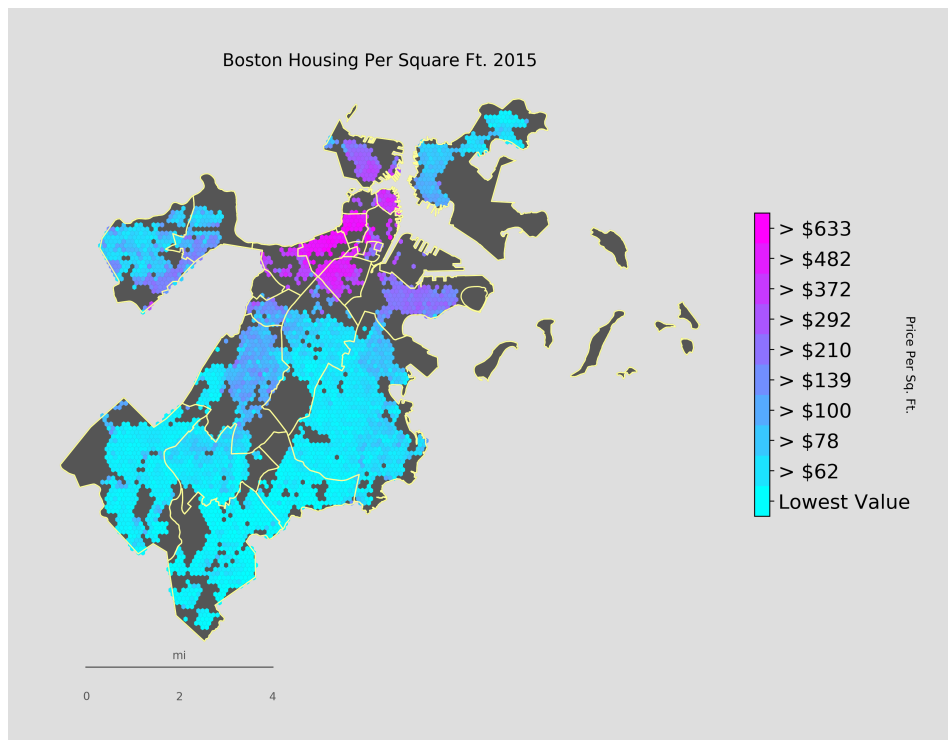 Boston Housing Per Square Ft. 2015
> $633
> $482
> $372
> $292
> $210
> $139
> $100
> $78
> $62
Lowest Value
Price Per Sq. Ft.
mi
0 2 4